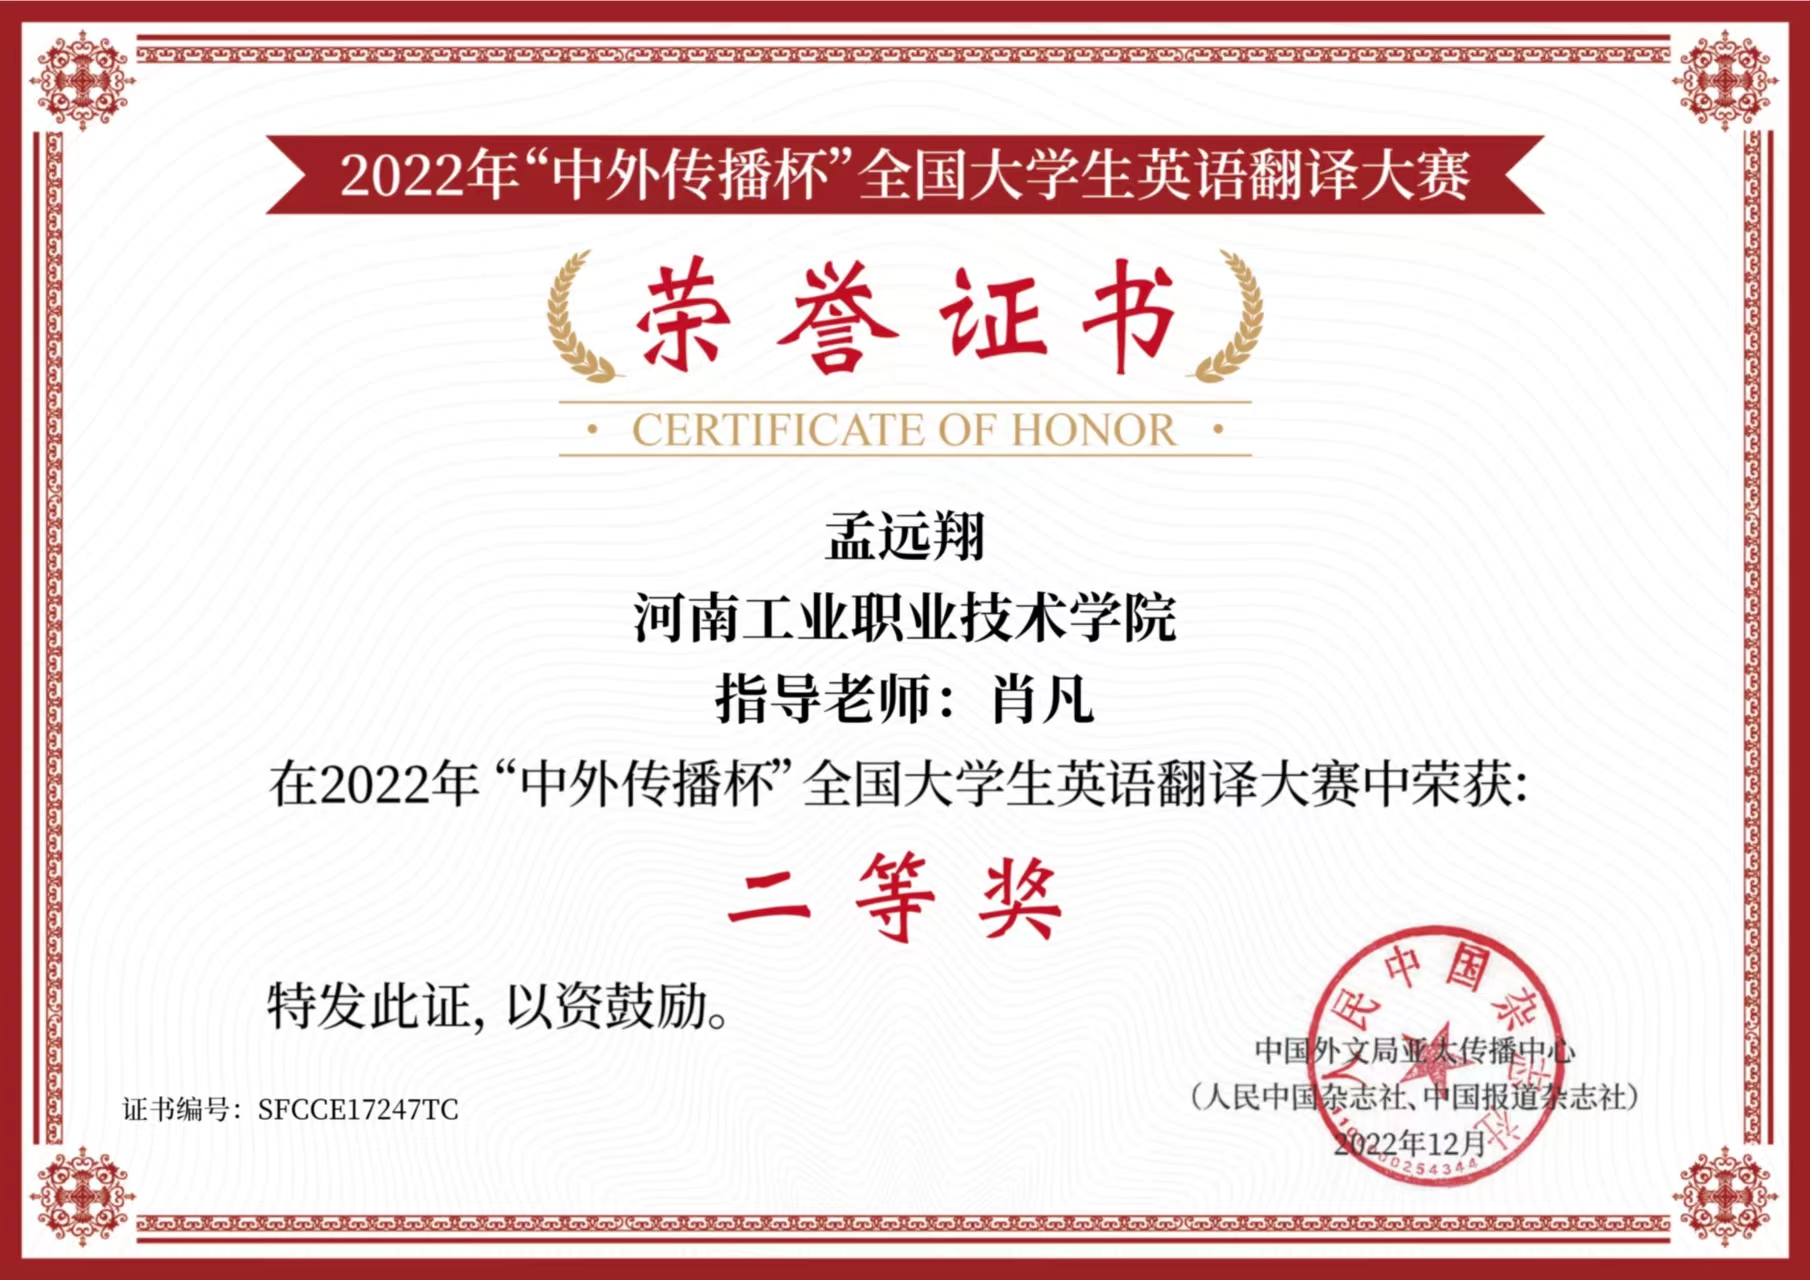 2022年“中外传播杯”全国大学生英语翻译大赛
荣誉证书
· CERTIFICATE OF HONOR ·
孟远翔
河南工业职业技术学院
指导老师：肖凡
在2022年“中外传播杯”全国大学生英语翻译大赛中荣获：
二等奖
特发此证，以资鼓励。
人民中国杂志社
中国外文局亚太传播中心
（人民中国杂志社、中国报道杂志社）
2022年12月
证书编号：SFCCE17247TC